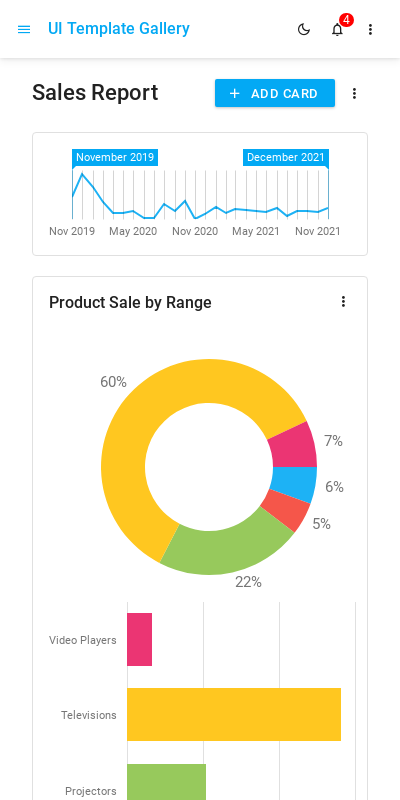 UI Template Gallery
4
Sales Report
ADD CARD
November 2019
December 2021
Nov 2019
May 2020
Nov 2020
May 2021
Nov 2021
Product Sale by Range
60%
7%
6%
5%
22%
Video Players
Televisions
Projectors